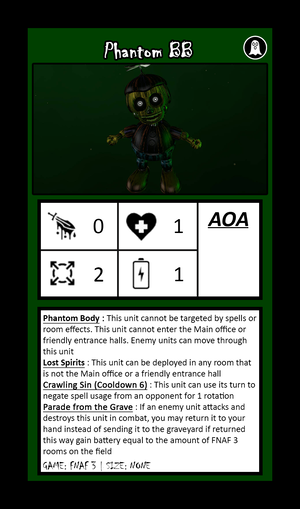 Phantom BB
0
1
AOA
2
1
Phantom Body : This unit cannot be targeted by spells or
room effects. This unit cannot enter the Main office or
friendly entrance halls. Enemy units can move through
this unit
Lost Spirits : This unit can be deployed in any room that
is not the Main office or a friendly entrance hall
Crawling Sin (Cooldown 6) : This unit can use its turn to
negate spell usage from an opponent for 1 rotation
Parade from the Grave : If an enemy unit attacks and
destroys this unit in combat, you may return it to your
hand instead of sending it to the graveyard if returned
this way gain battery equal to the amount of FNAF 3
rooms on the field
GAME: FNAF 3 | SIZE: NONE